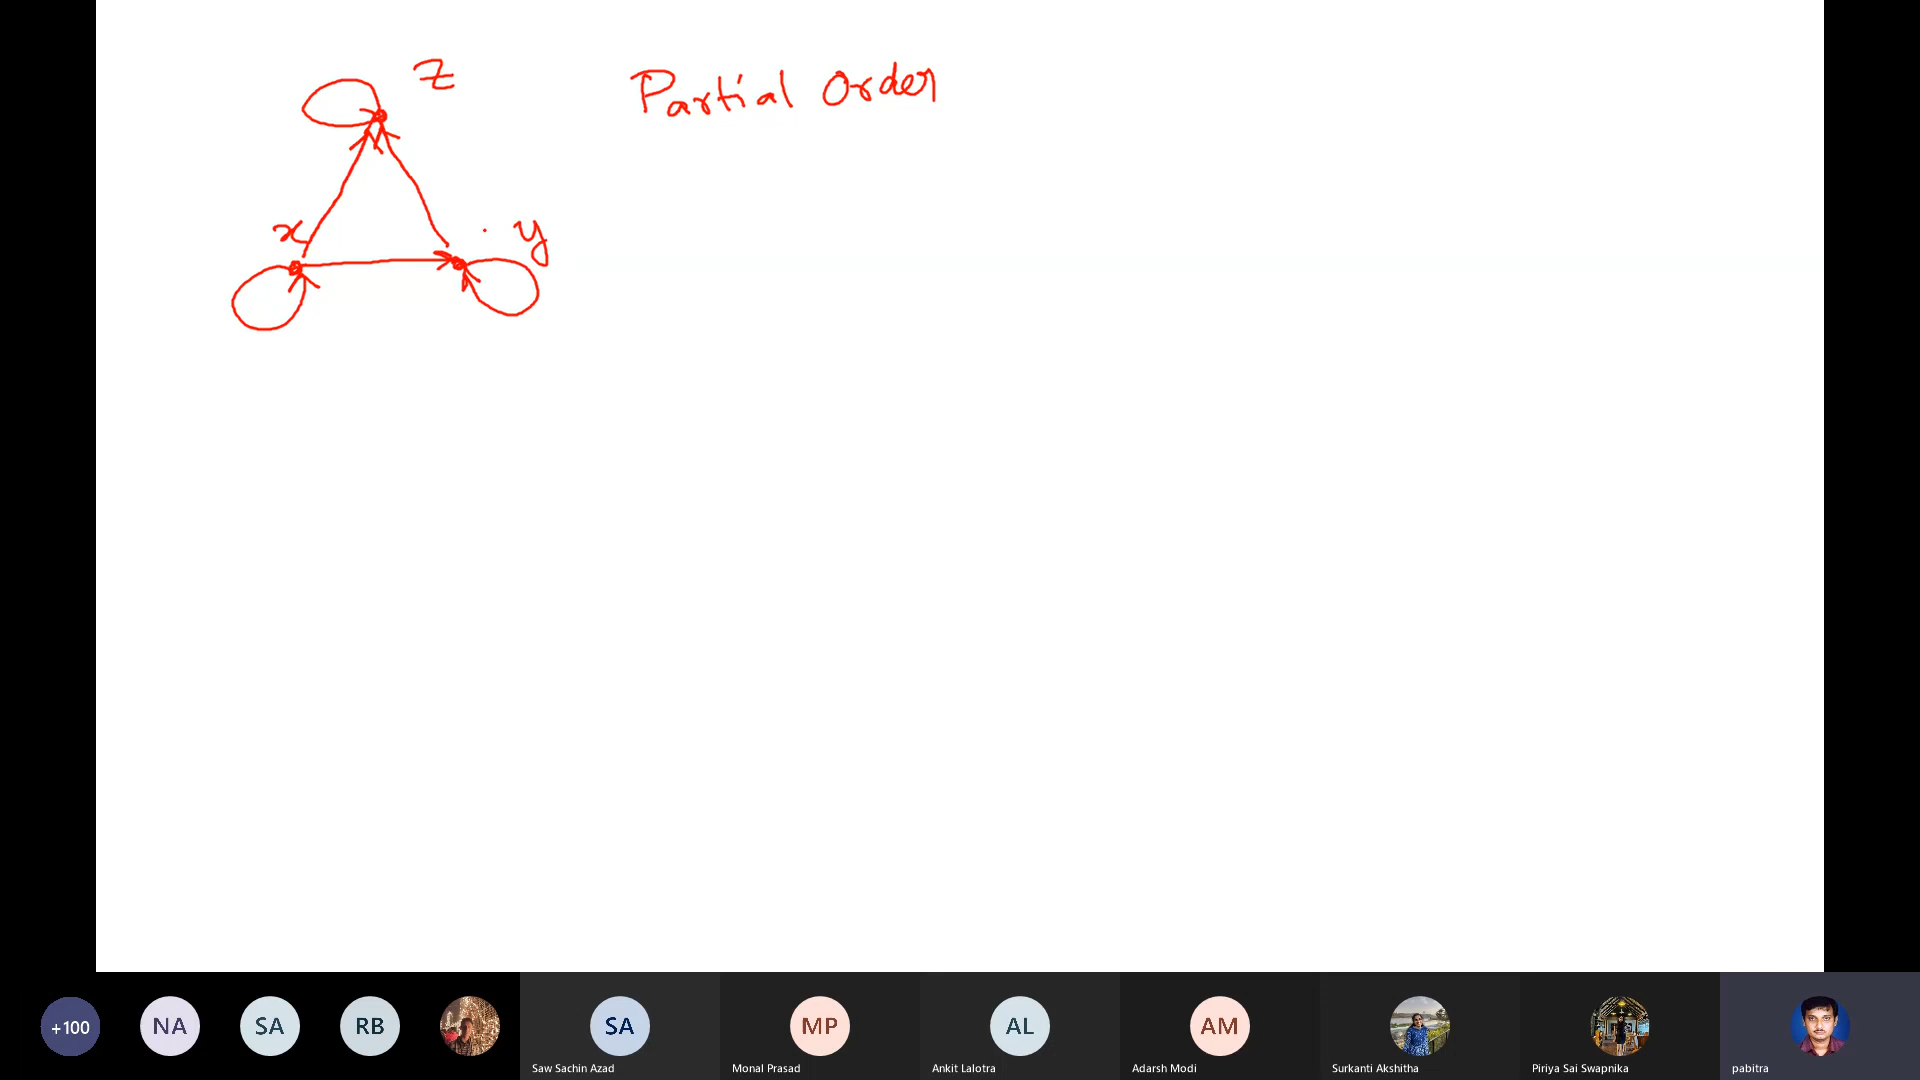 z
Partial Order
x
y
+100
NA
SA
RB
SA
MP
AL
AM
Saw Sachin Azad
Monal Prasad
Ankit Lalotra
Adarsh Modi
Surkanti Akshitha
Piriya Sai Swapnika
pabitra